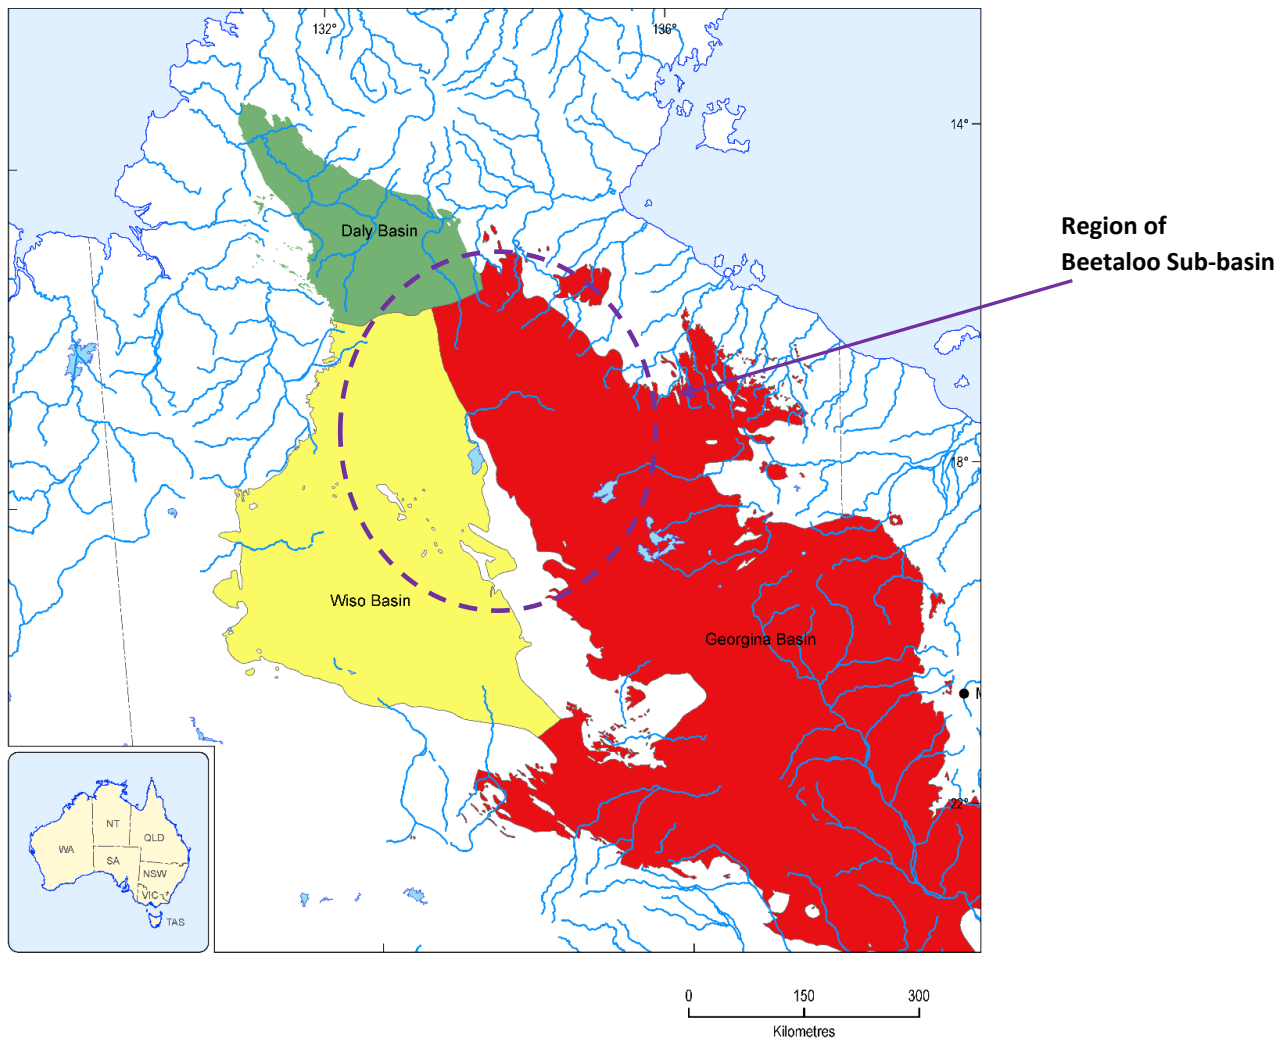 132°
136°
14°
Region of
Beetaloo Sub-basin
Daly Basin
18°
Wiso Basin
Georgina Basin
M
22°
NT
QLD
WA
SA
NSW
VIC
TAS
0 150 300
Kilometres